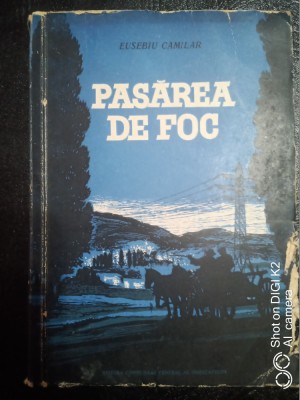 EUSEBIU CAMILAR
PASĂREA
DE FOC
Shot on DIGI K2
AI camera